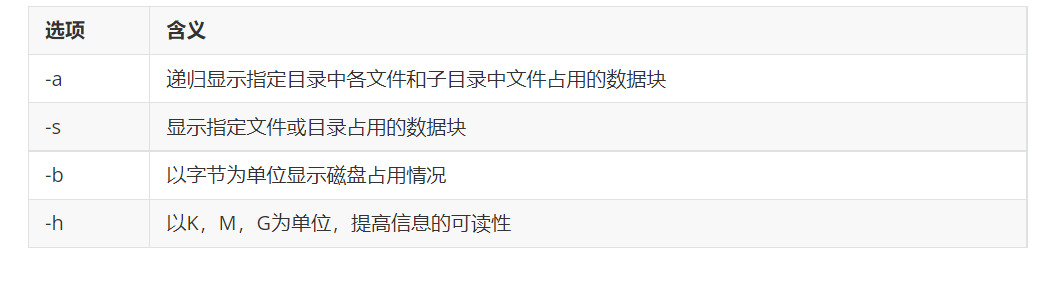 选项 含义
-a 递归显示指定目录中各文件和子目录中文件占用的数据块
-s 显示指定文件或目录占用的数据块
-b 以字节为单位显示磁盘占用情况
-h 以K，M，G为单位，提高信息的可读性